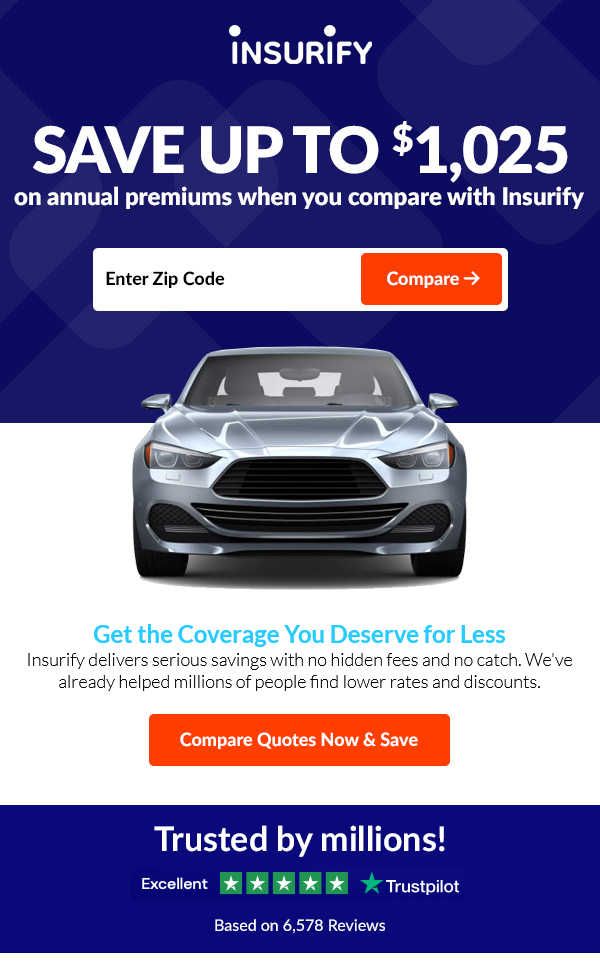 INSURIFY
SAVE UP TO $1,025
on annual premiums when you compare with Insurify
Enter Zip Code
Compare →
Get the Coverage You Deserve for Less
Insurify delivers serious savings with no hidden fees and no catch. We've
already helped millions of people find lower rates and discounts.
Compare Quotes Now & Save
Trusted by millions!
Excellent Trustpilot
Based on 6,578 Reviews